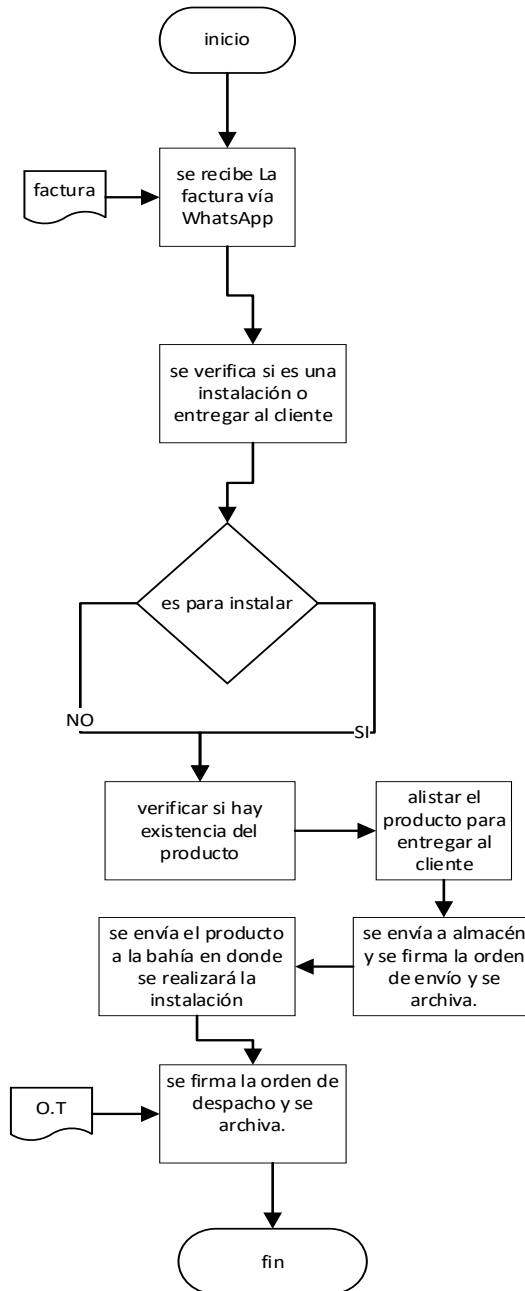 inicio
factura
se recibe La
factura vía
WhatsApp
se verifica si es una
instalación o
entregar al cliente
es para instalar
NO
SI
verificar si hay
existencia del
producto
alistar el
producto para
entregar al
cliente
se envía el producto
a la bahía en donde
se realizará la
instalación
se envía a almacén
y se firma la orden
de envío y se
archiva.
O.T
se firma la orden de
despacho y se
archiva.
fin